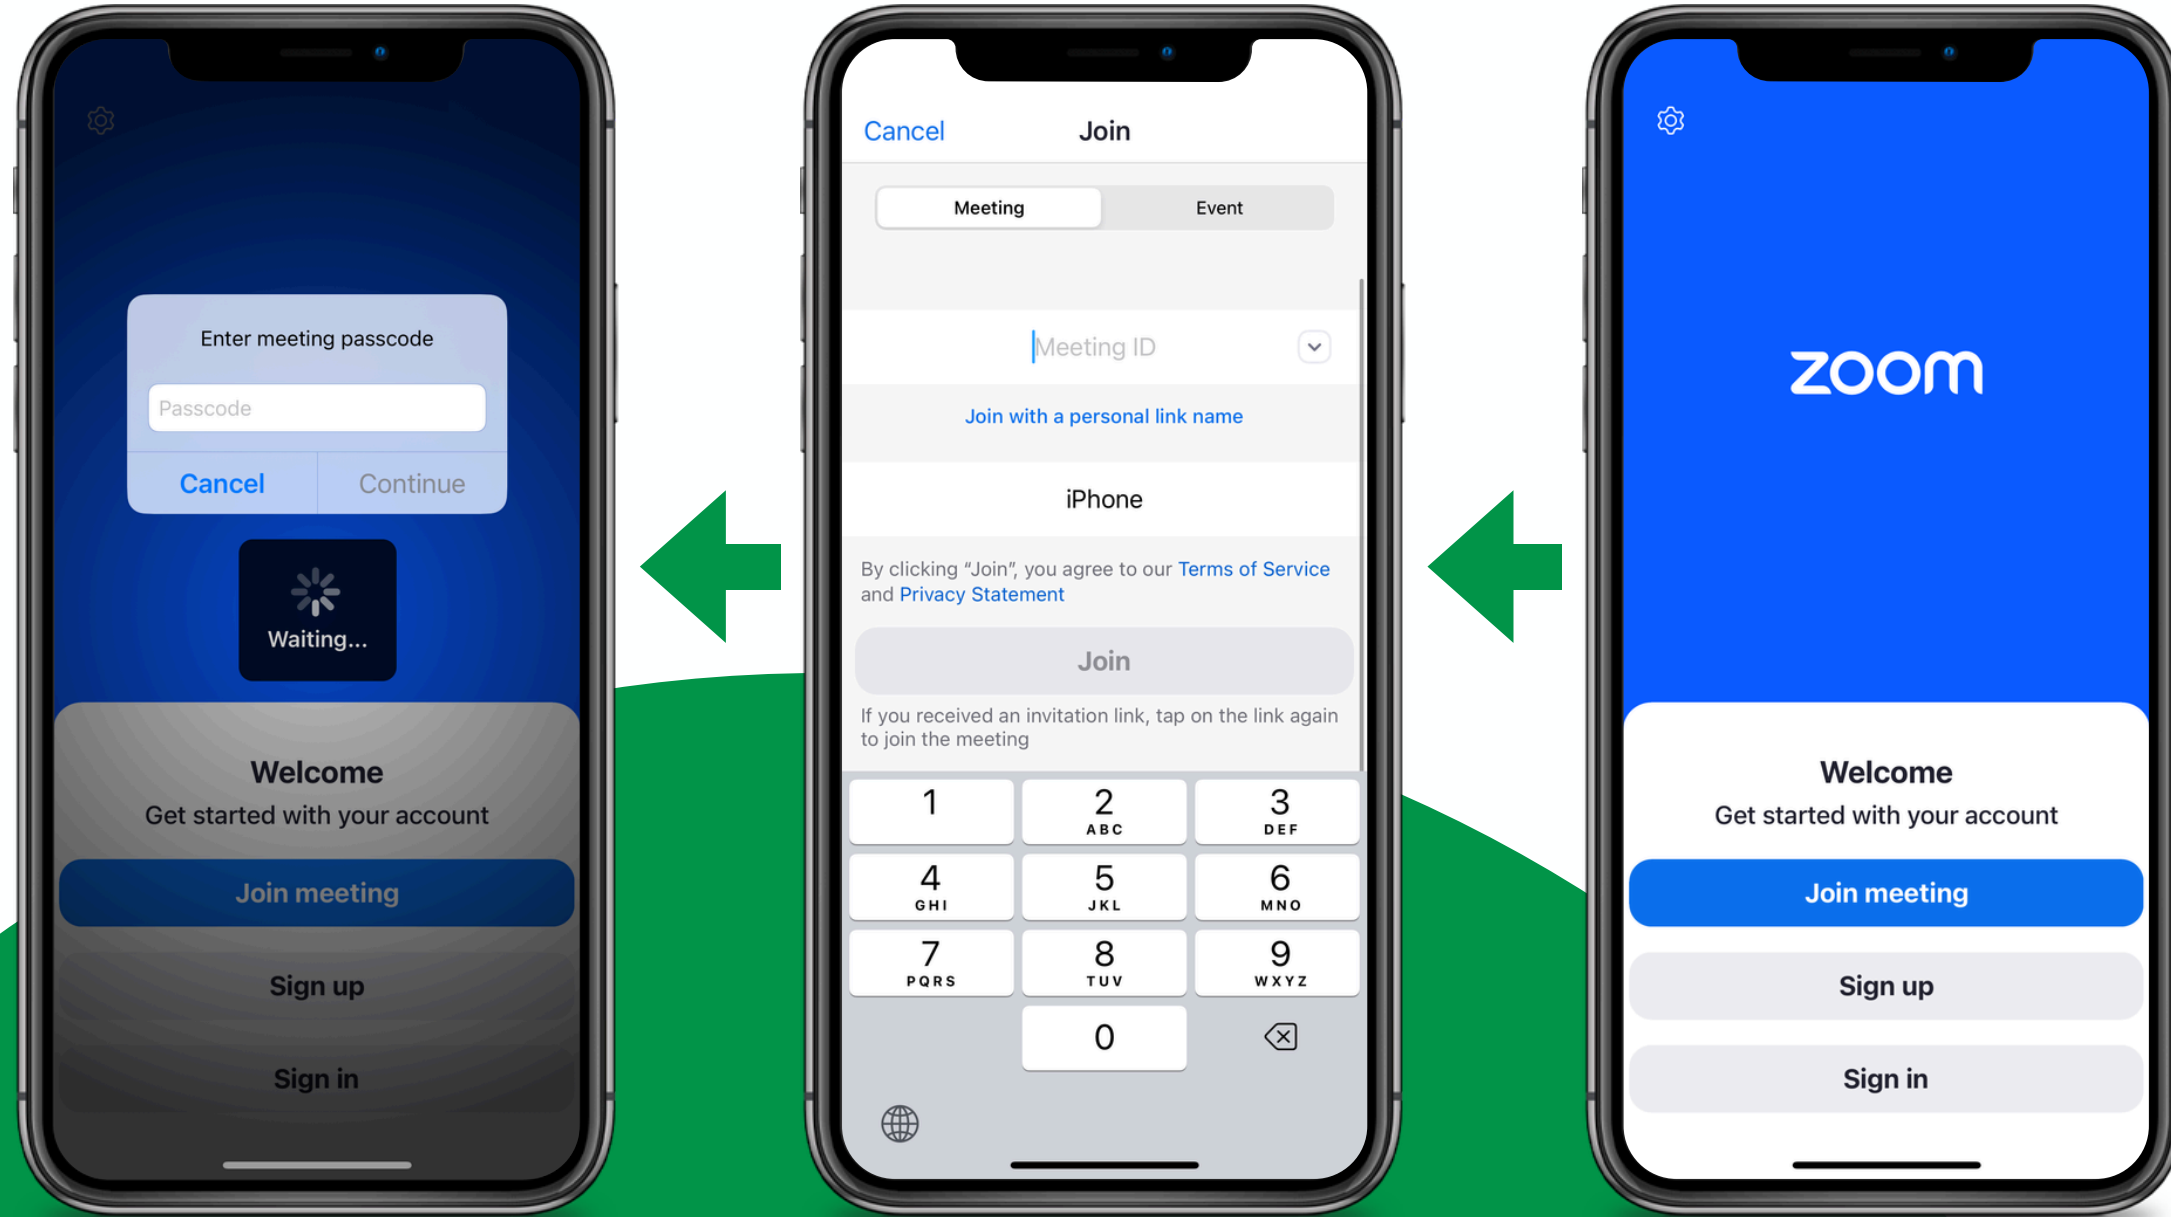 Enter meeting passcode
Passcode
Cancel Continue
Waiting...
Welcome
Get started with your account
Join meeting
Sign up
Sign in
Cancel Join
Meeting Event
Meeting ID
Join with a personal link name
iPhone
By clicking “Join”, you agree to our Terms of Service
and Privacy Statement
Join
If you received an invitation link, tap on the link again
to join the meeting
1 2 3
ABC DEF
4 5 6
GHI JKL MNO
7 8 9
PQRS TUV WXYZ
0
zoom
Welcome
Get started with your account
Join meeting
Sign up
Sign in